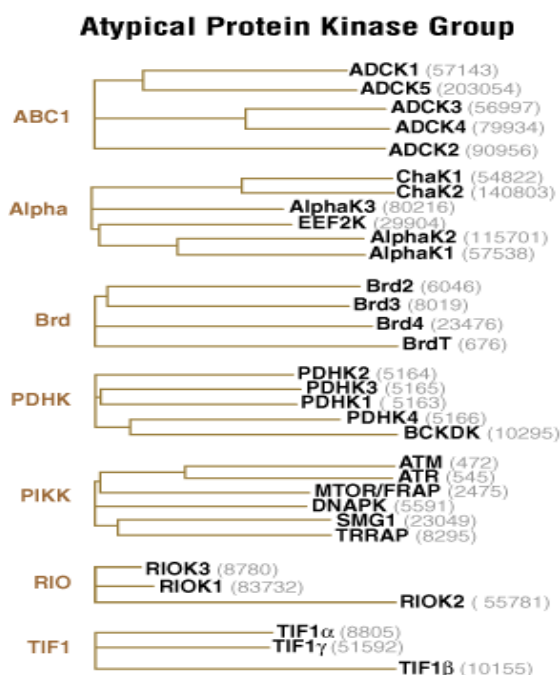 Atypical Protein Kinase Group
ADCK1 (57143)
ADCK5 (203054)
ADCK3 (56997)
ABC1
ADCK4 (79934)
ADCK2 (90956)
ChaK1 (54822)
ChaK2 (140803)
Alpha
AlphaK3 (80216)
EEF2K (29904)
AlphaK2 (115701)
AlphaK1 (57538)
Brd2 (6046)
Brd3 (8019)
Brd
Brd4 (23476)
BrdT (676)
PDHK2 (5164)
PDHK3 (5165)
PDHK
PDHK1 ( 5163)
PDHK4 (5166)
BCKDK (10295)
ATM (472)
ATR (545)
PIKK
MTOR/FRAP (2475)
DNAPK (5591)
SMG1 (23049)
TRRAP (8295)
RIOK3 (8780)
RIO
RIOK1 (83732)
RIOK2 ( 55781)
TIF1α (8805)
TIF1
TIF1γ (51592)
TIF1β (10155)